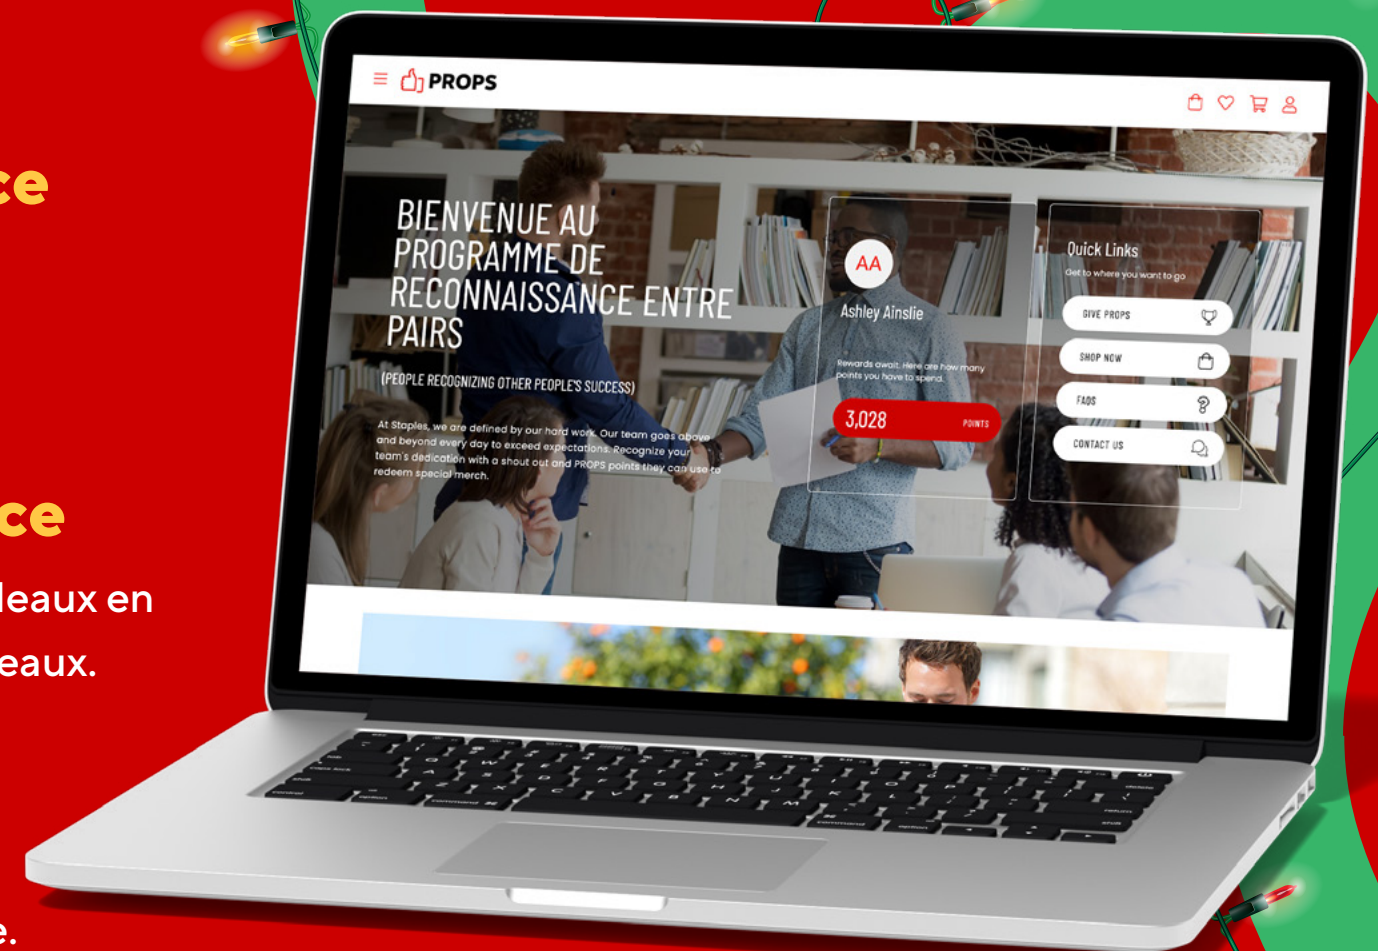 ce
ce
leaux en
eaux.
e.
PROPS
BIENVENUE AU
PROGRAMME DE
RECONNAISSANCE ENTRE
PAIRS
(PEOPLE RECOGNIZING OTHER PEOPLE'S SUCCESS)
At Staples, we are defined by our hard work. Our team goes above
and beyond every day to exceed expectations. Recognize your
team's dedication with a shout out and PROPS points they can use to
redeem special merch.
AA
Ashley Ainslie
Rewards await. Here are how many
points you have to spend.
3,028 POINTS
Quick Links
Get to where you want to go
GIVE PROPS
SHOP NOW
FAQS
CONTACT US